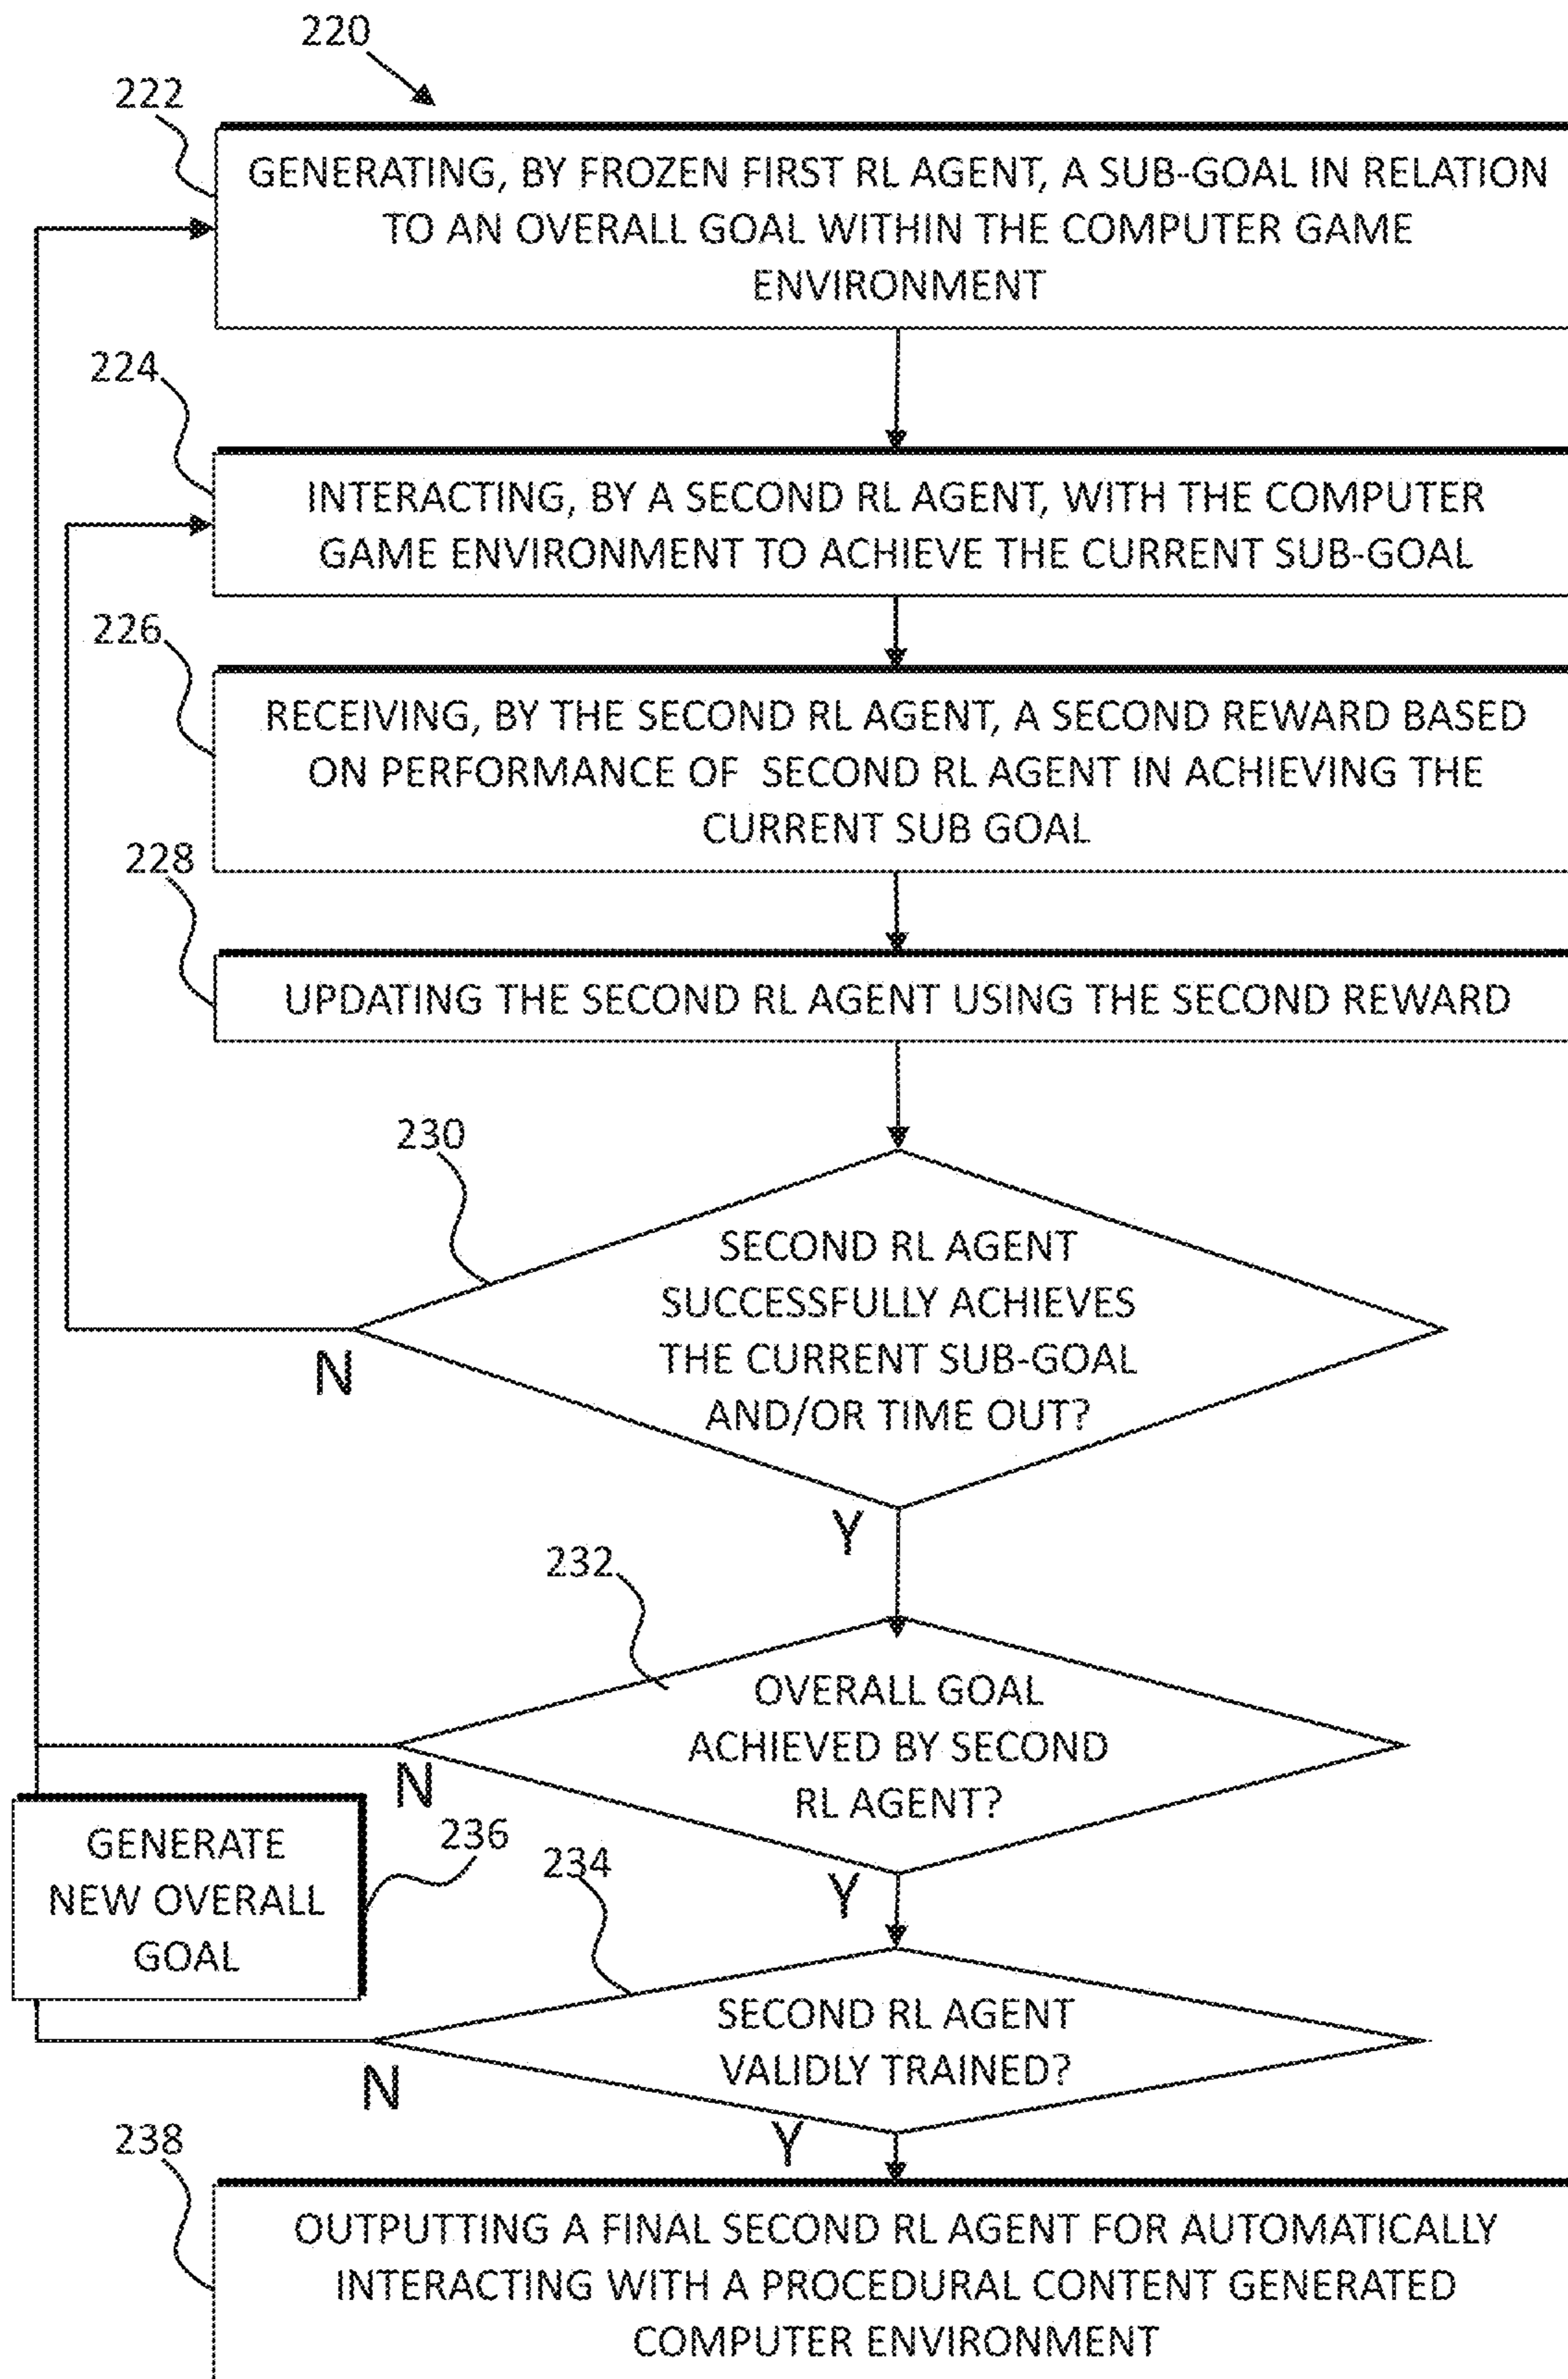 220
222
GENERATING, BY FROZEN FIRST RL AGENT, A SUB-GOAL IN RELATION
TO AN OVERALL GOAL WITHIN THE COMPUTER GAME
ENVIRONMENT
224
INTERACTING, BY A SECOND RL AGENT, WITH THE COMPUTER
GAME ENVIRONMENT TO ACHIEVE THE CURRENT SUB-GOAL
226
RECEIVING, BY THE SECOND RL AGENT, A SECOND REWARD BASED
ON PERFORMANCE OF SECOND RL AGENT IN ACHIEVING THE
CURRENT SUB GOAL
228
UPDATING THE SECOND RL AGENT USING THE SECOND REWARD
230
SECOND RL AGENT
SUCCESSFULLY ACHIEVES
THE CURRENT SUB-GOAL
AND/OR TIME OUT?
N
Y
232
OVERALL GOAL
ACHIEVED BY SECOND
RL AGENT?
N
Y
GENERATE
NEW OVERALL
GOAL
236
234
SECOND RL AGENT
VALIDLY TRAINED?
N
Y
238
OUTPUTTING A FINAL SECOND RL AGENT FOR AUTOMATICALLY
INTERACTING WITH A PROCEDURAL CONTENT GENERATED
COMPUTER ENVIRONMENT